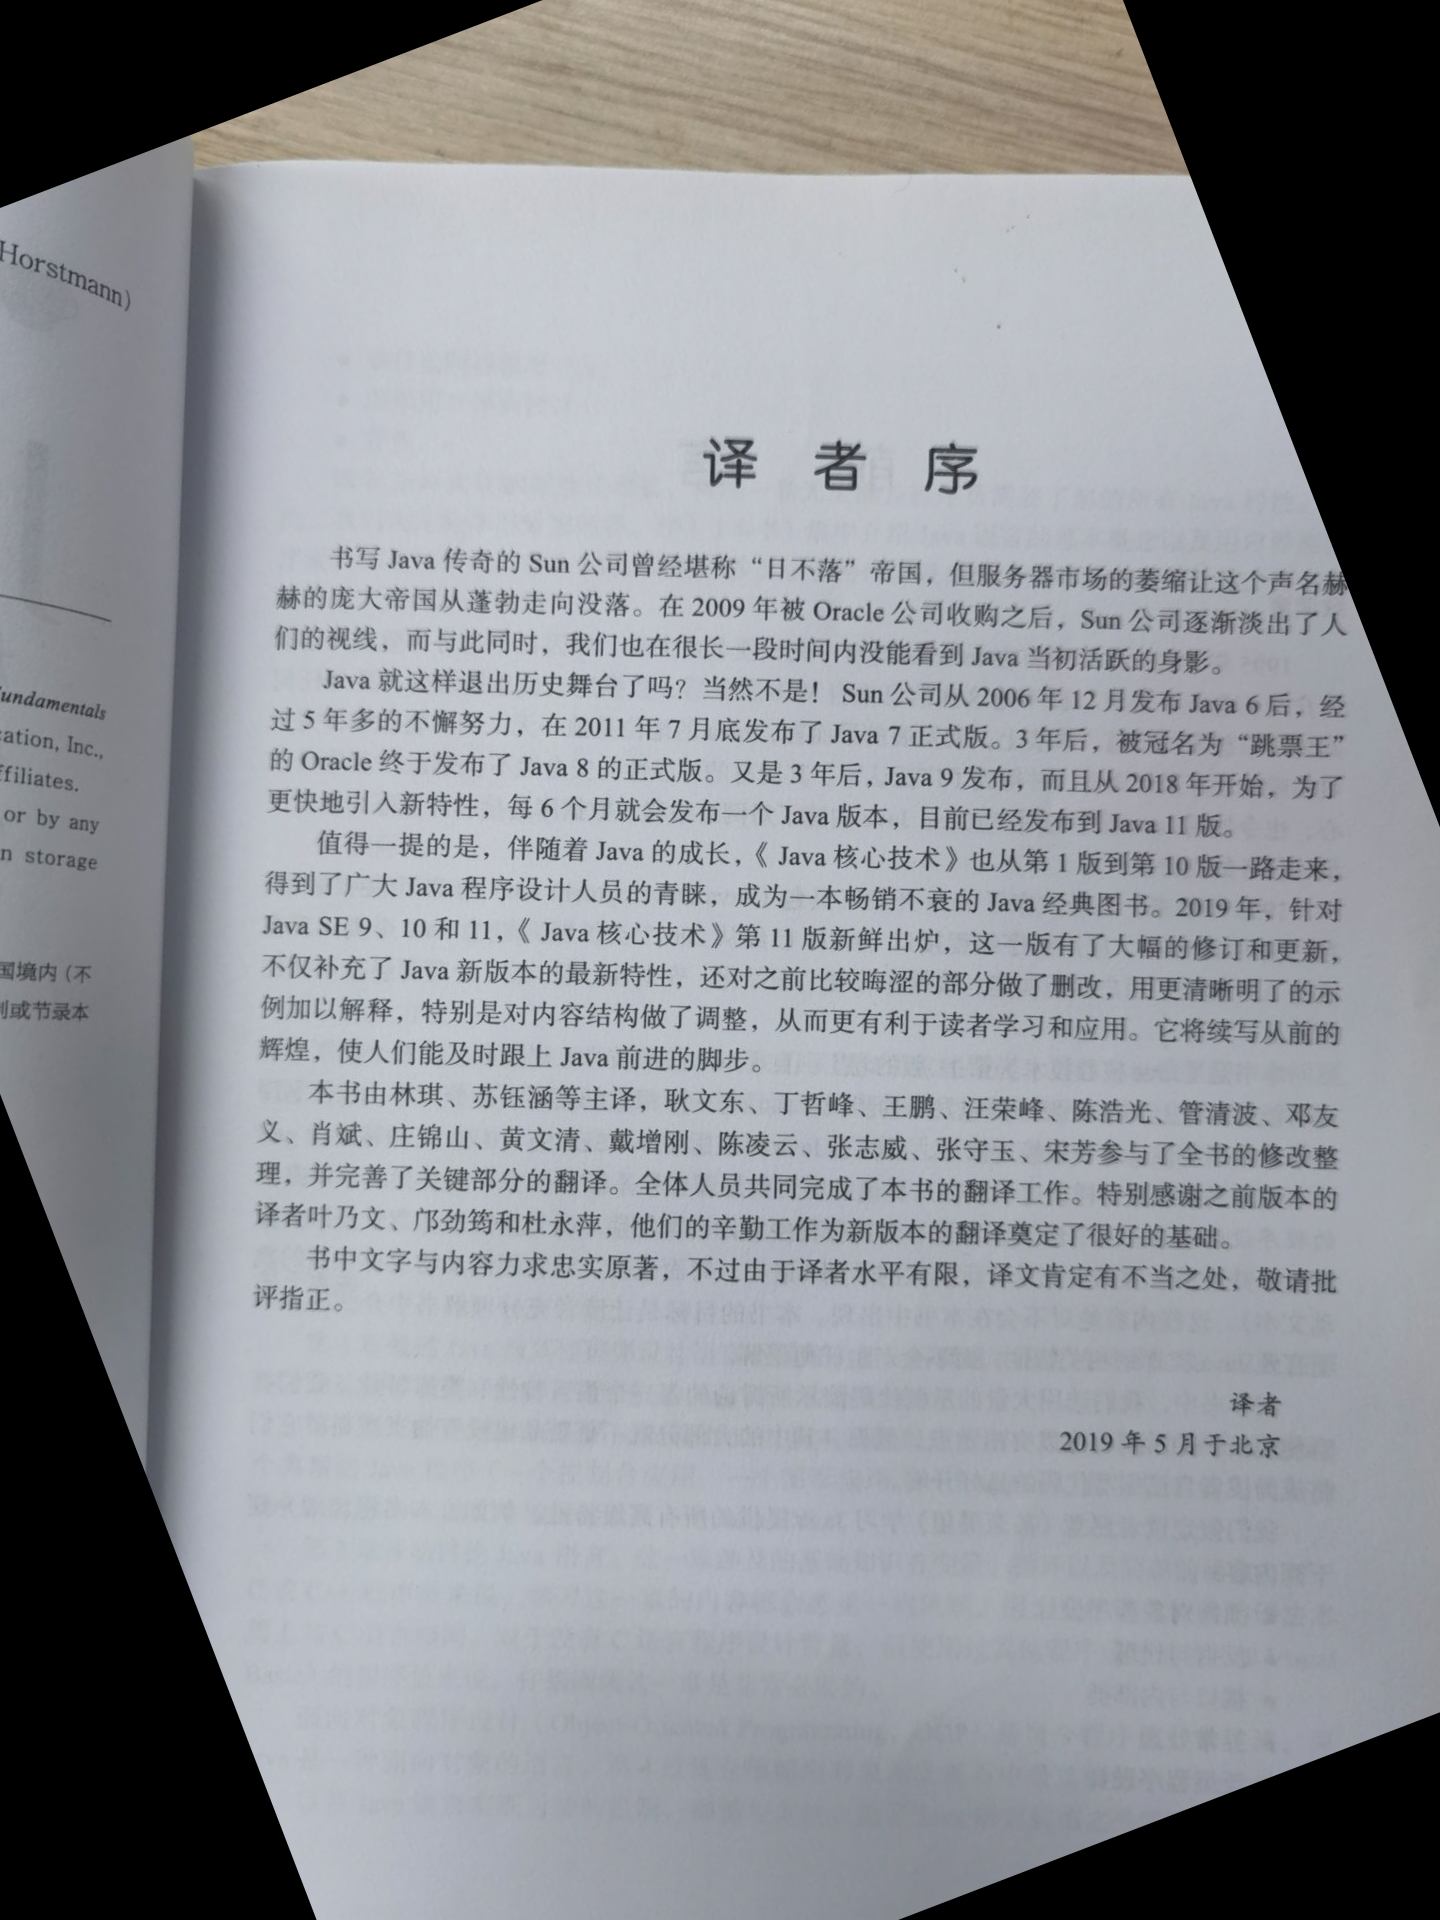 Horstmann)
undamentals
ation, Inc.,
ffiliates.
or by any
n storage
国境内（不
或节录本
译者序
书写 Java 传奇的 Sun 公司曾经堪称“日不落”帝国，但服务器市场的萎缩让这个声名赫
赫的庞大帝国从蓬勃走向没落。在 2009 年被 Oracle 公司收购之后，Sun 公司逐渐淡出了人
们的视线，而与此同时，我们也在很长一段时间内没能看到 Java 当初活跃的身影。
Java 就这样退出历史舞台了吗？当然不是！Sun 公司从 2006 年 12 月发布 Java 6 后，经
过 5 年多的不懈努力，在 2011 年 7 月底发布了 Java 7 正式版。3 年后，被冠名为“跳票王”
的 Oracle 终于发布了 Java 8 的正式版。又是 3 年后，Java 9 发布，而且从 2018 年开始，为了
更快地引入新特性，每 6 个月就会发布一个 Java 版本，目前已经发布到 Java 11 版。
值得一提的是，伴随着 Java 的成长，《Java 核心技术》也从第 1 版到第 10 版一路走来，
得到了广大 Java 程序设计人员的青睐，成为一本畅销不衰的 Java 经典图书。2019 年，针对
Java SE 9、10 和 11，《Java 核心技术》第 11 版新鲜出炉，这一版有了大幅的修订和更新，
不仅补充了 Java 新版本的最新特性，还对之前比较晦涩的部分做了删改，用更清晰明了的示
例加以解释，特别是对内容结构做了调整，从而更有利于读者学习和应用。它将续写从前的
辉煌，使人们能及时跟上 Java 前进的脚步。
本书由林琪、苏钰涵等主译，耿文东、丁哲峰、王鹏、汪荣峰、陈浩光、管清波、邓友
义、肖斌、庄锦山、黄文清、戴增刚、陈凌云、张志威、张守玉、宋芳参与了全书的修改整
理，并完善了关键部分的翻译。全体人员共同完成了本书的翻译工作。特别感谢之前版本的
译者叶乃文、邝劲筠和杜永萍，他们的辛勤工作为新版本的翻译奠定了很好的基础。
书中文字与内容力求忠实原著，不过由于译者水平有限，译文肯定有不当之处，敬请批
评指正。
译者
2019 年 5 月于北京